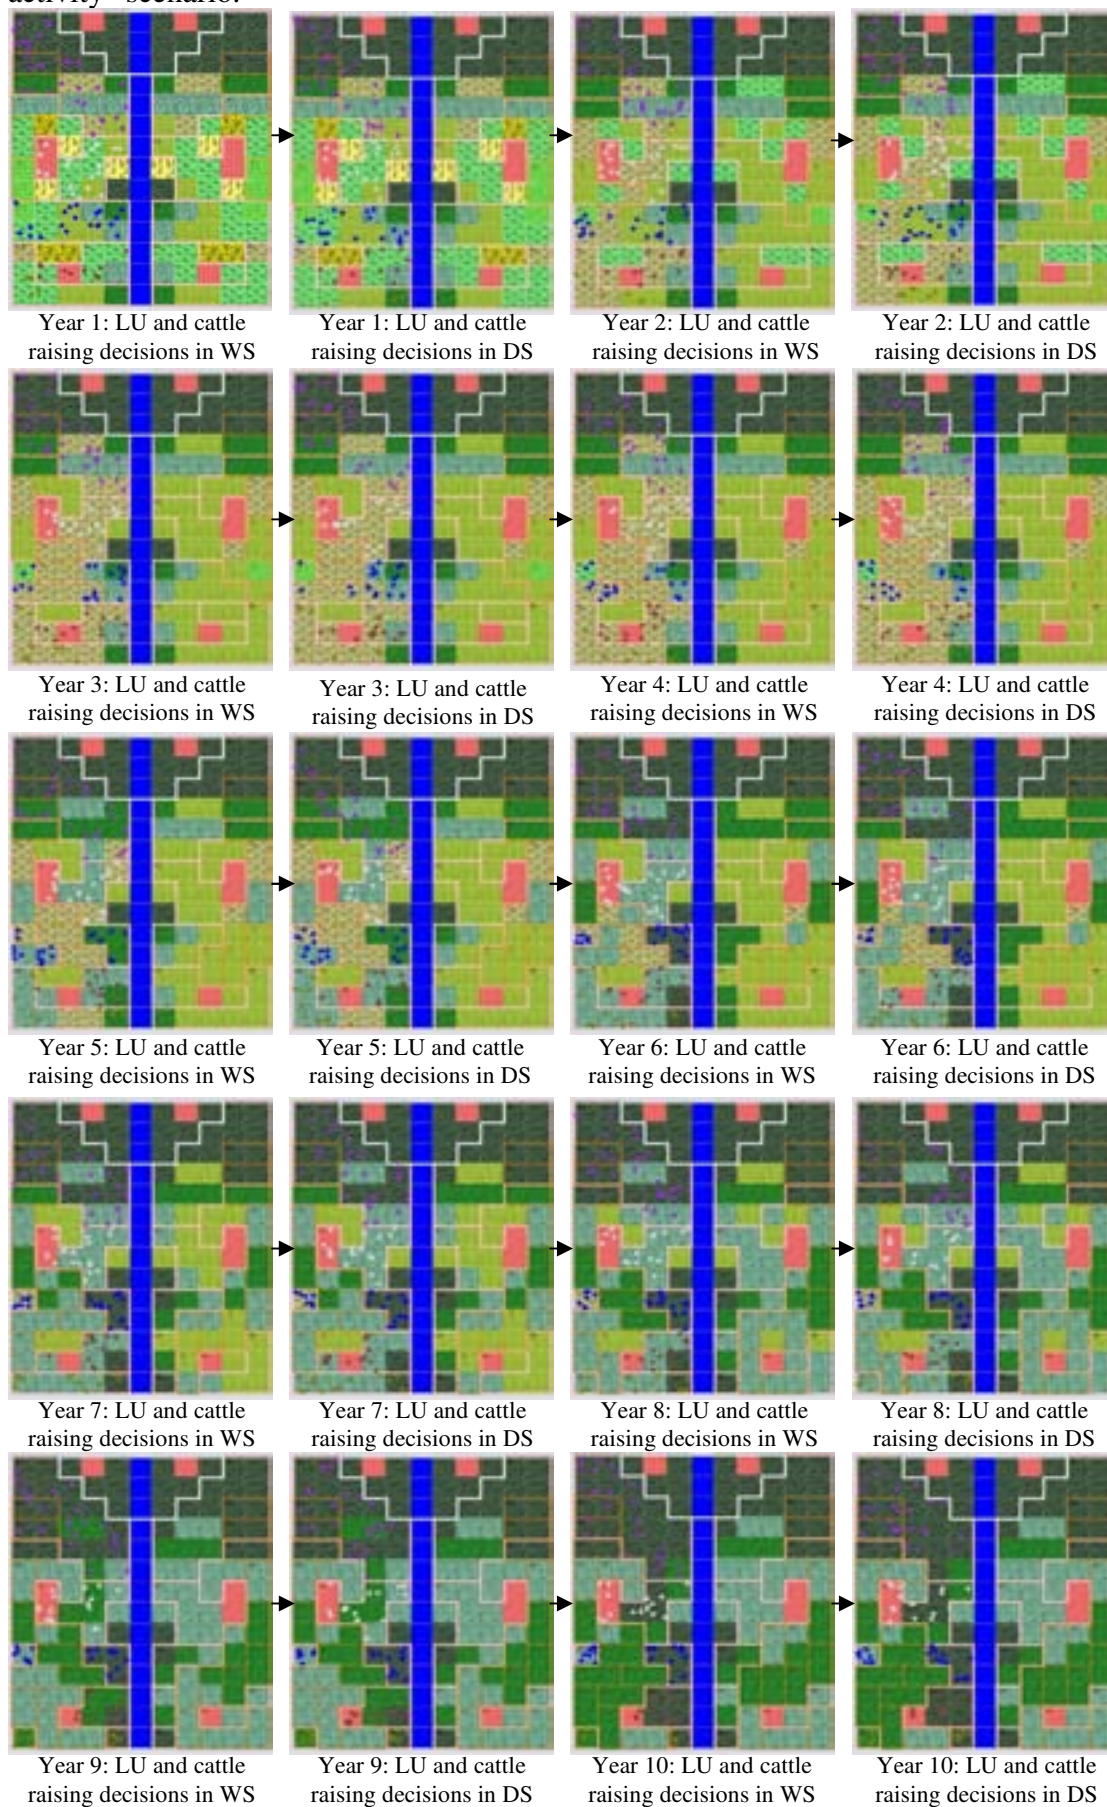 activity" scenario.
Year 1: LU and cattle
raising decisions in WS
Year 1: LU and cattle
raising decisions in DS
Year 2: LU and cattle
raising decisions in WS
Year 2: LU and cattle
raising decisions in DS
Year 3: LU and cattle
raising decisions in WS
Year 3: LU and cattle
raising decisions in DS
Year 4: LU and cattle
raising decisions in WS
Year 4: LU and cattle
raising decisions in DS
Year 5: LU and cattle
raising decisions in WS
Year 5: LU and cattle
raising decisions in DS
Year 6: LU and cattle
raising decisions in WS
Year 6: LU and cattle
raising decisions in DS
Year 7: LU and cattle
raising decisions in WS
Year 7: LU and cattle
raising decisions in DS
Year 8: LU and cattle
raising decisions in WS
Year 8: LU and cattle
raising decisions in DS
Year 9: LU and cattle
raising decisions in WS
Year 9: LU and cattle
raising decisions in DS
Year 10: LU and cattle
raising decisions in WS
Year 10: LU and cattle
raising decisions in DS